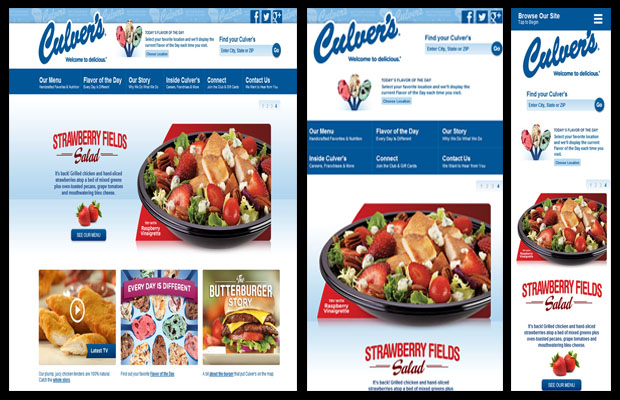 Culver's
Welcome to delicious.
TODAY'S FLAVOR OF THE DAY
Select your favorite location and we'll display the
current Flavor of the Day each time you visit.
Choose Location
Find your Culver's
Enter City, State or ZIP
Go
Our Menu
Handcrafted Favorites & Nutrition
Flavor of the Day
Every Day is Different
Our Story
Why We Do What We Do
Inside Culver's
Careers, Franchising & More
Connect
Join the Club & Gift Cards
Contact Us
We Want to Hear from You
1 2 3 4
STRAWBERRY FIELDS
Salad
It's back! Grilled chicken and hand-sliced
strawberries atop a bed of mixed greens
plus oven-roasted pecans, grape tomatoes
and mouthwatering bleu cheese.
SEE OUR MENU
TRY WITH
Raspberry
Vinaigrette
Latest TV
EVERY DAY IS DIFFERENT
The
BUTTERBURGER
STORY
Our plump, juicy chicken tenders are 100% natural.
Catch the whole story.
Find out your favorite Flavor of the Day.
A bit about the burger that put Culver's on the map.
Culver's
Welcome to delicious.
Find your Culver's
Enter City, State or ZIP
Go
TODAY'S FLAVOR OF THE DAY
Select your favorite location and we'll display the
current Flavor of the Day each time you visit.
Choose Location
Our Menu
Handcrafted Favorites & Nutrition
Flavor of the Day
Every Day is Different
Our Story
Why We Do What We Do
Inside Culver's
Careers, Franchise & More
Connect
Join the Club & Gift Cards
Contact Us
We Want to Hear from You
1 2 3 4
TRY WITH
Raspberry
Vinaigrette
STRAWBERRY FIELDS
Salad
It's back! Grilled chicken and hand-sliced
Browse Our Site
Tap to Begin
Culver's
Welcome to delicious.
Find your Culver's
Enter City, State or ZIP
Go
TODAY'S FLAVOR OF THE DAY
Select your favorite location
and we'll display the current
Flavor of the Day each time
you visit.
Choose Location
1 2 3 4
TRY WITH
Raspberry
Vinaigrette
STRAWBERRY FIELDS
Salad
It's back! Grilled chicken and hand-sliced
strawberries atop a bed of mixed greens
plus oven-roasted pecans, grape tomatoes
and mouthwatering bleu cheese.
SEE OUR MENU